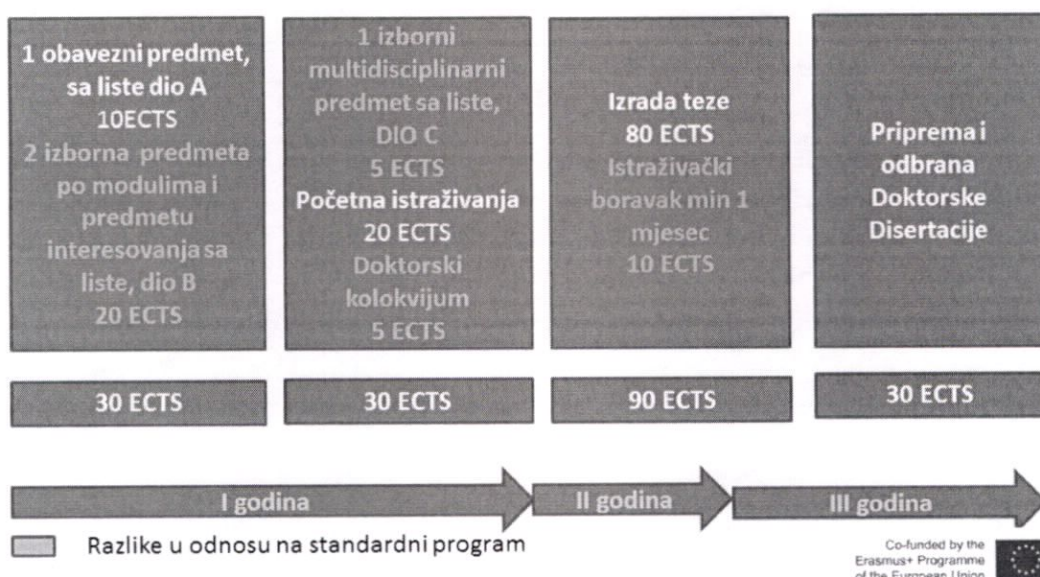 1 obavezni predmet,
sa liste dio A
10ECTS
2 izborna predmeta
po modulima i
predmetu
interesovanja sa
liste, dio B
20 ECTS
1 izborni
multidisciplinarni
predmet sa liste,
DIO C
5 ECTS
Početna istraživanja
20 ECTS
Doktorski
kolokvijum
5 ECTS
Izrada teze
80 ECTS
Istraživački
boravak min 1
mjesec
10 ECTS
Priprema i
odbrana
Doktorske
Disertacije
30 ECTS
30 ECTS
90 ECTS
30 ECTS
I godina
II godina
III godina
Razlike u odnosu na standardni program
Co-funded by the
Erasmus+ Programme
of the European Union